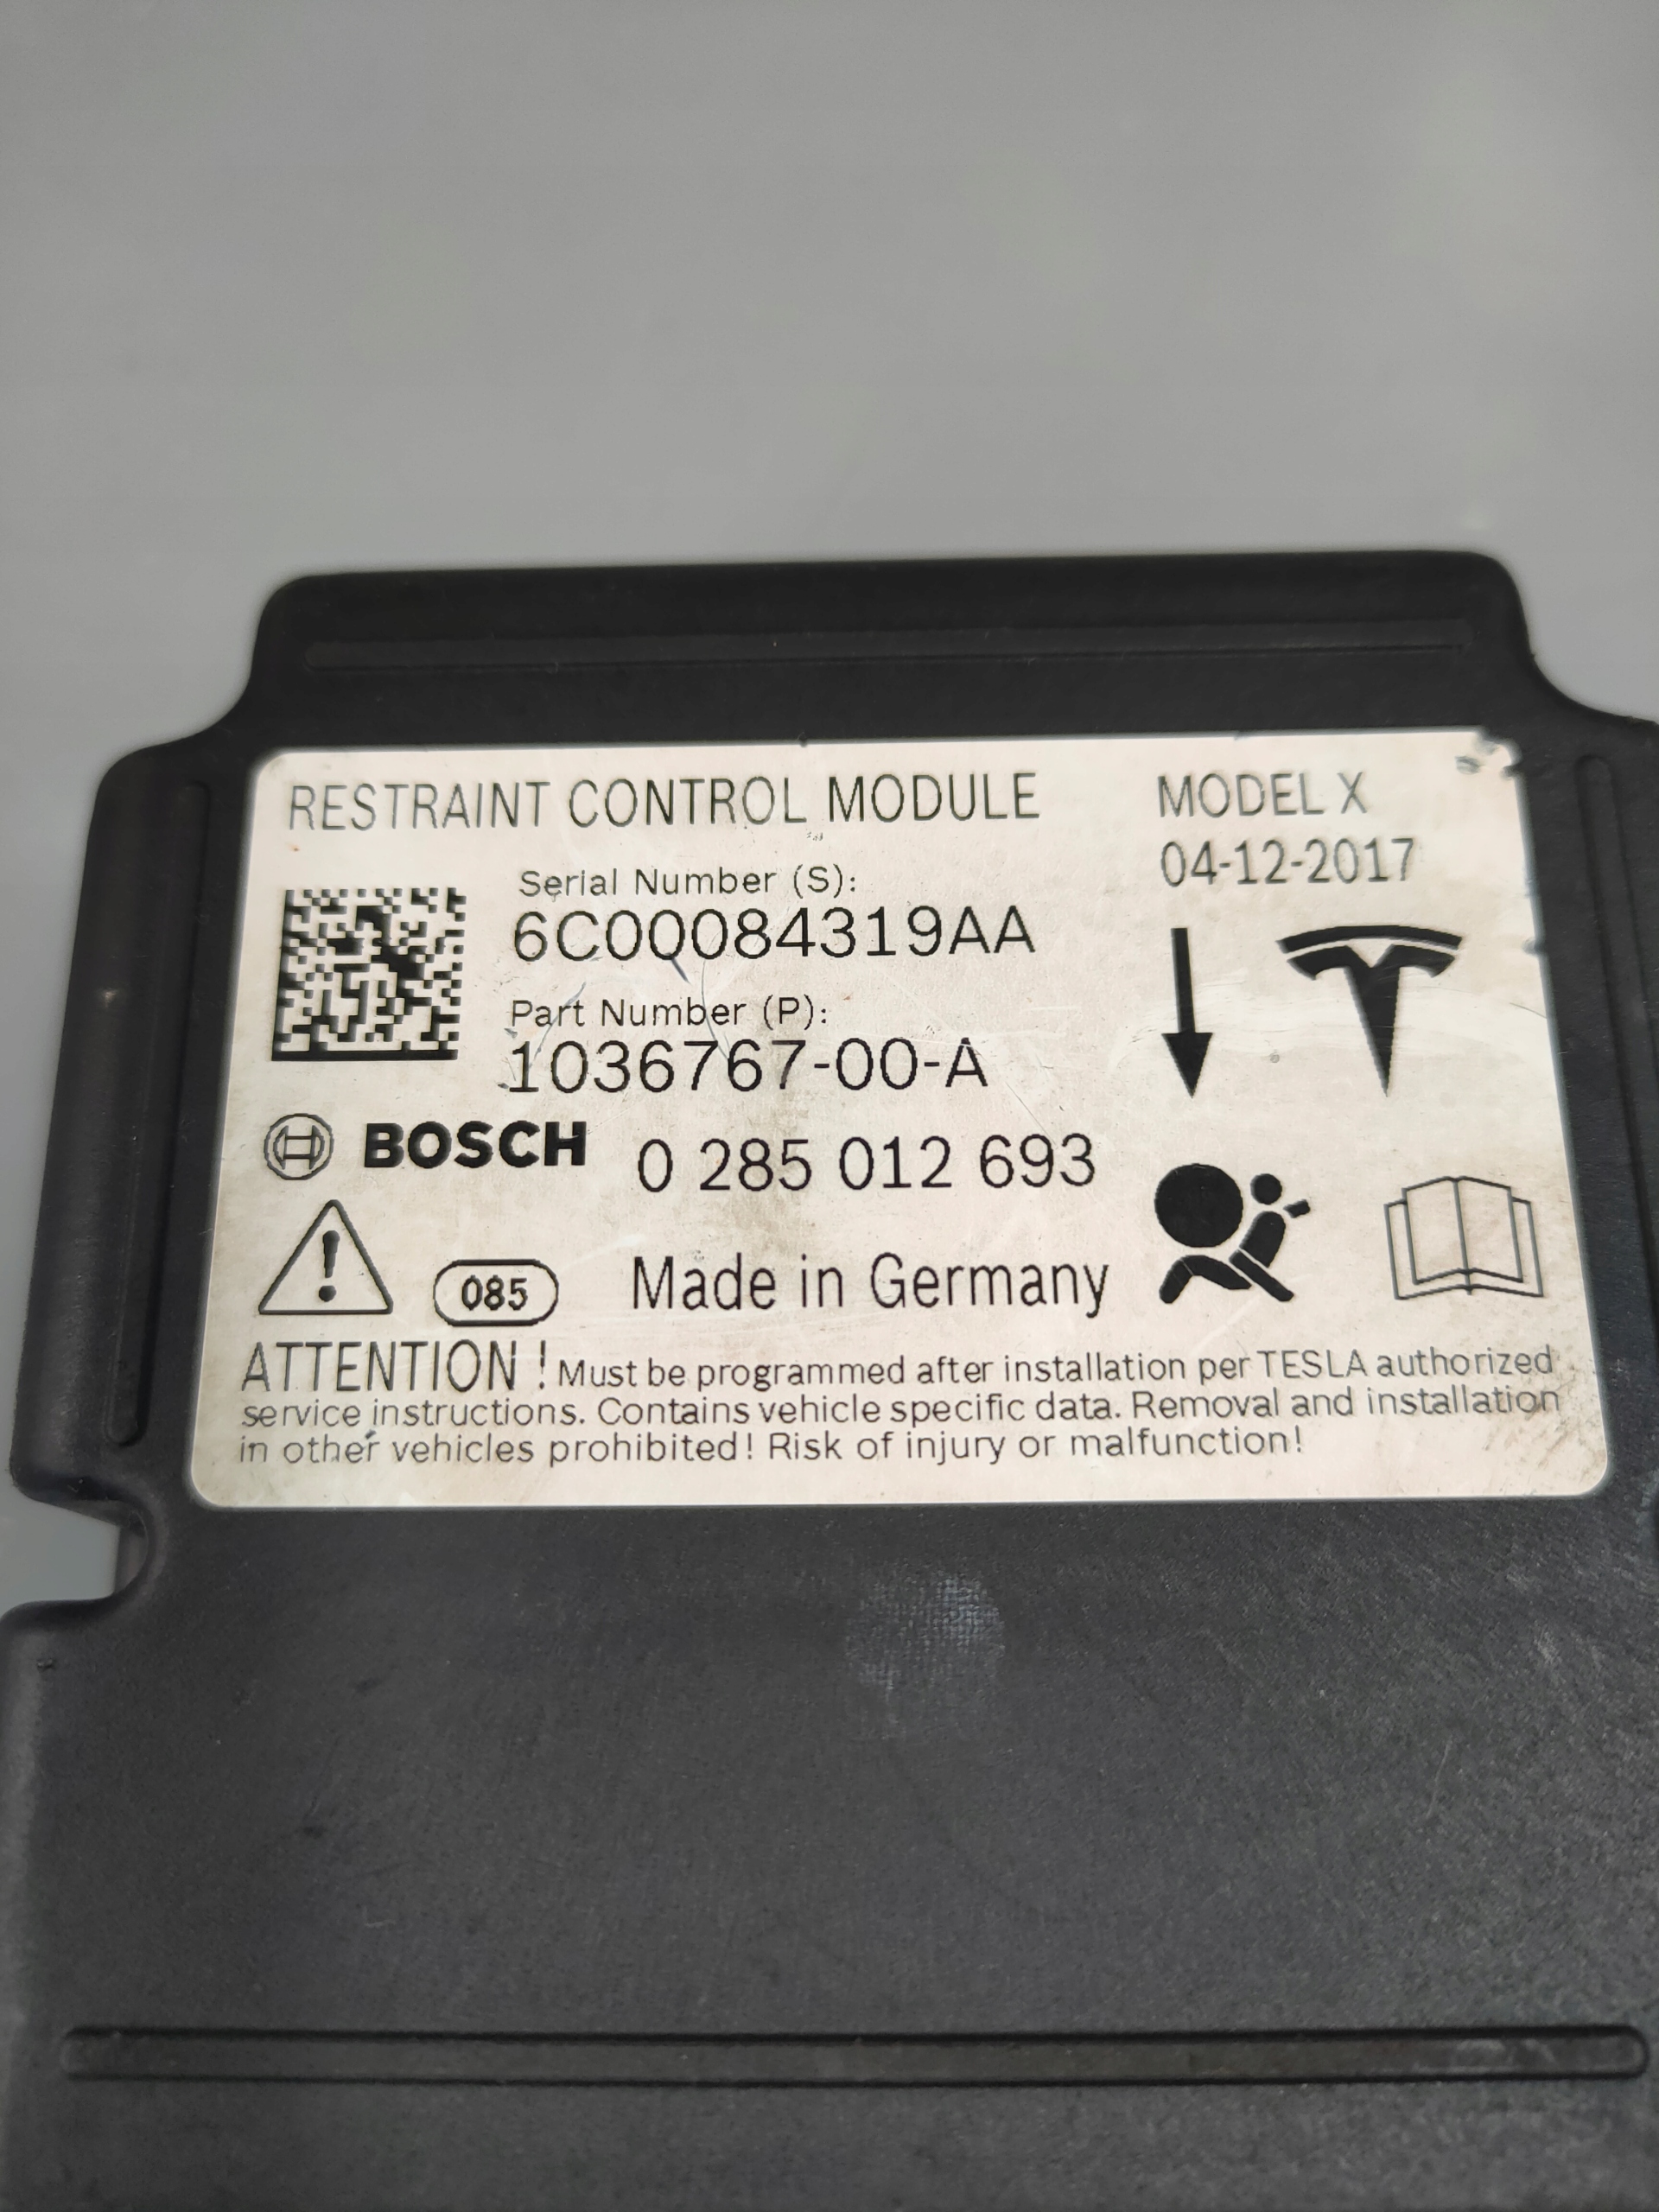 RESTRAINT CONTROL MODULE
MODEL X
04-12-2017
Serial Number (S):
6C00084319AA
Part Number (P):
1036767-00-A
BOSCH 0 285 012 693
085 Made in Germany
ATTENTION ! Must be programmed after installation per TESLA authorized
service instructions. Contains vehicle specific data. Removal and installation
in other vehicles prohibited! Risk of injury or malfunction!